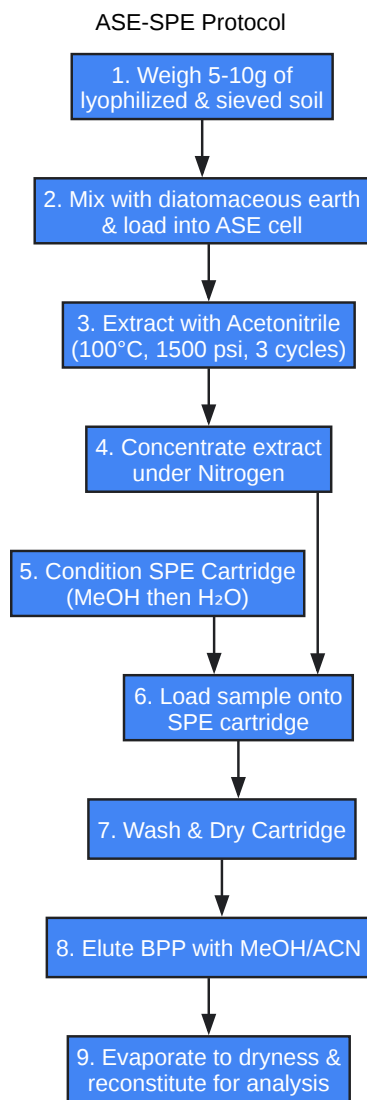 ASE-SPE Protocol
1. Weigh 5-10g of
lyophilized & sieved soil
2. Mix with diatomaceous earth
& load into ASE cell
3. Extract with Acetonitrile
(100°C, 1500 psi, 3 cycles)
4. Concentrate extract
under Nitrogen
5. Condition SPE Cartridge
(MeOH then H₂O)
6. Load sample onto
SPE cartridge
7. Wash & Dry Cartridge
8. Elute BPP with MeOH/ACN
9. Evaporate to dryness &
reconstitute for analysis